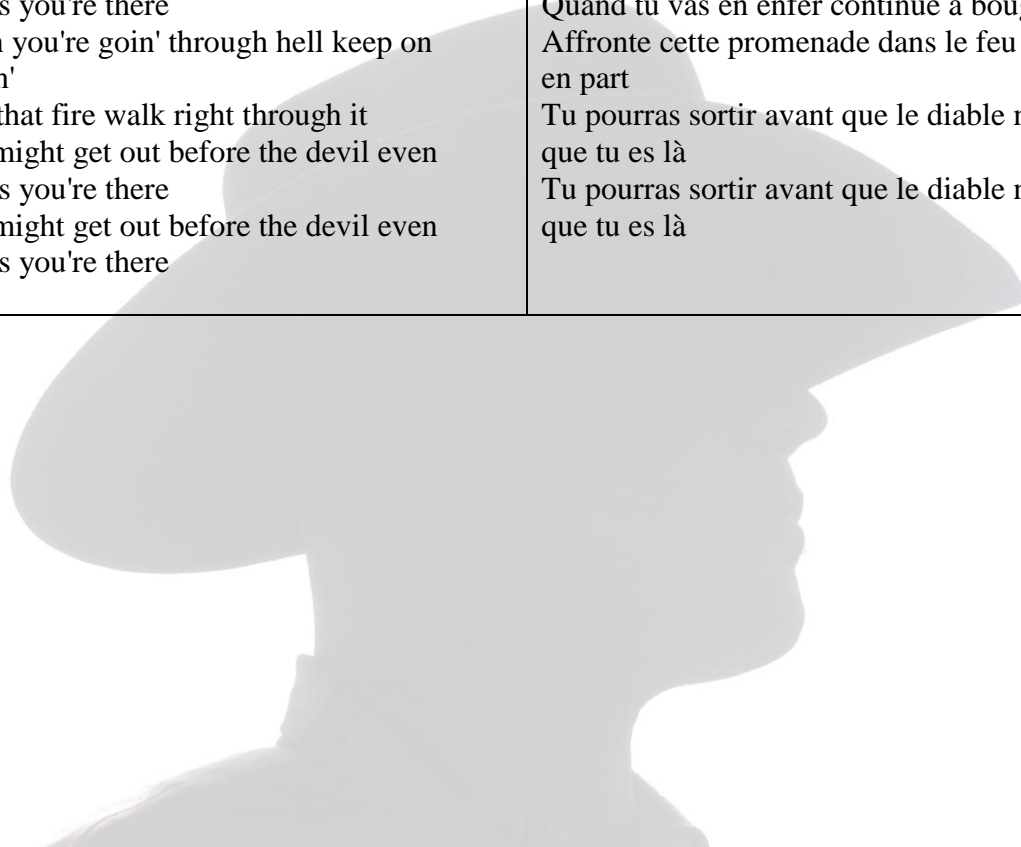 s you're there
you're goin' through hell keep on
n'
that fire walk right through it
might get out before the devil even
s you're there
might get out before the devil even
s you're there
Quand tu vas en enfer continue à
Affronte cette promenade dans le feu
en part
Tu pourras sortir avant que le diable
que tu es là
Tu pourras sortir avant que le diable
que tu es là